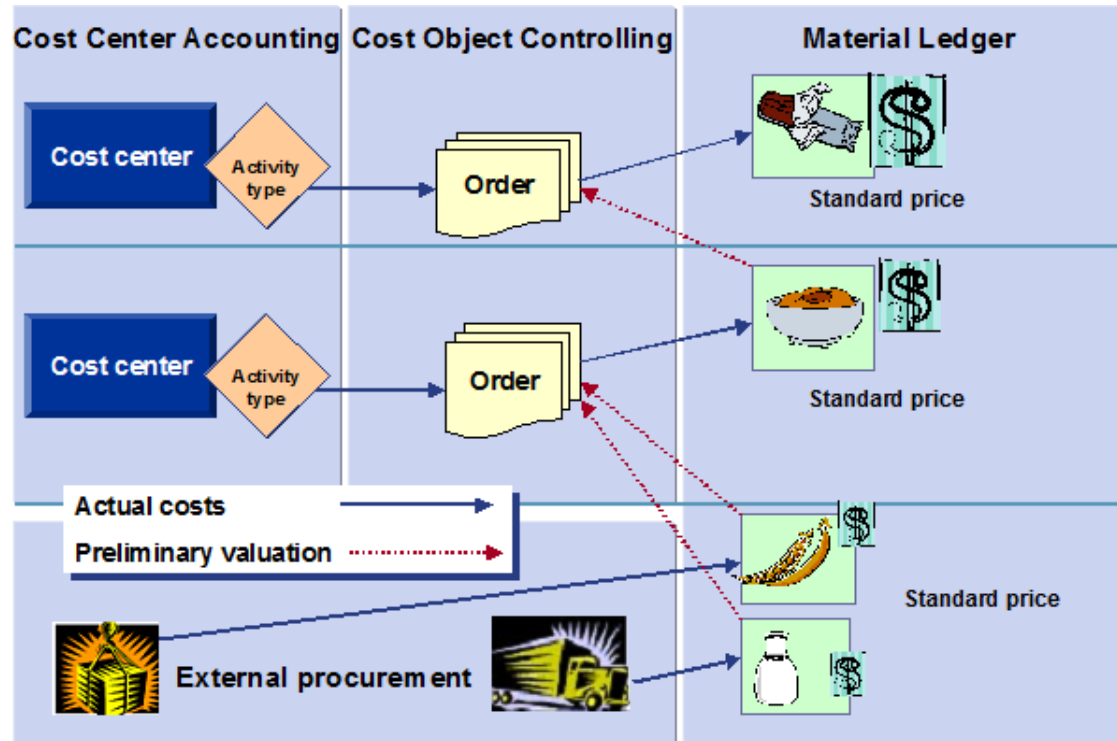 Cost Center Accounting
Cost Object Controlling
Material Ledger
Cost center
Activity
type
Order
$
Standard price
Cost center
Activity
type
Order
$
Standard price
Actual costs
Preliminary valuation
$
Standard price
External procurement
$